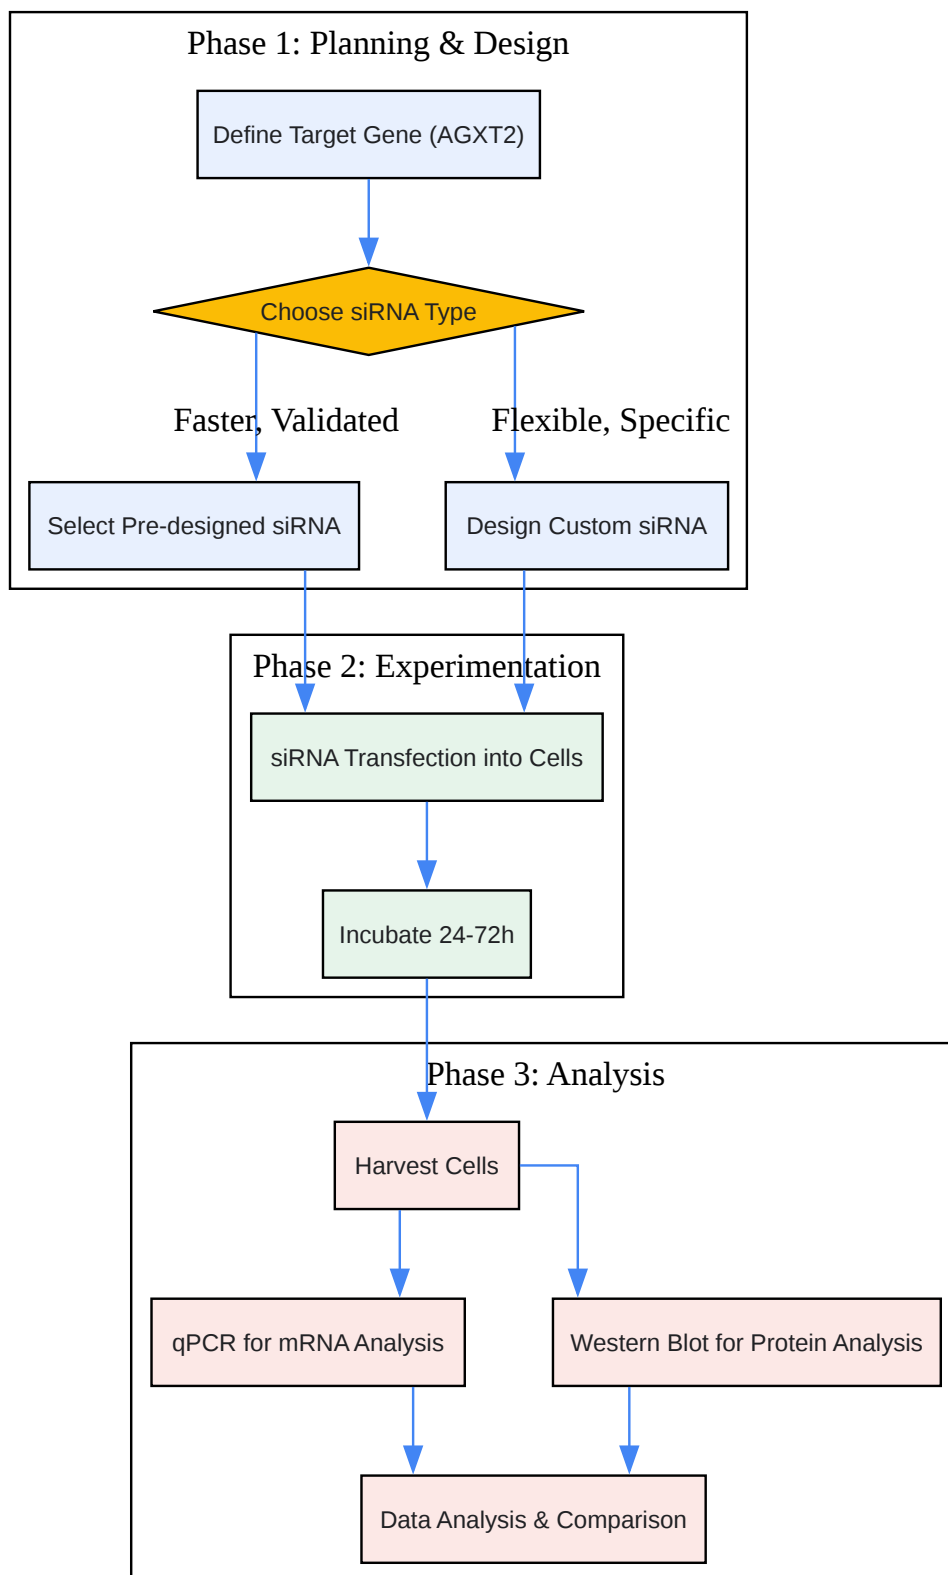 Phase 1: Planning & Design
Define Target Gene (AGXT2)
Choose siRNA Type
Faster, Validated
Flexible, Specific
Select Pre-designed siRNA
Design Custom siRNA
Phase 2: Experimentation
siRNA Transfection into Cells
Incubate 24-72h
Phase 3: Analysis
Harvest Cells
qPCR for mRNA Analysis
Western Blot for Protein Analysis
Data Analysis & Comparison